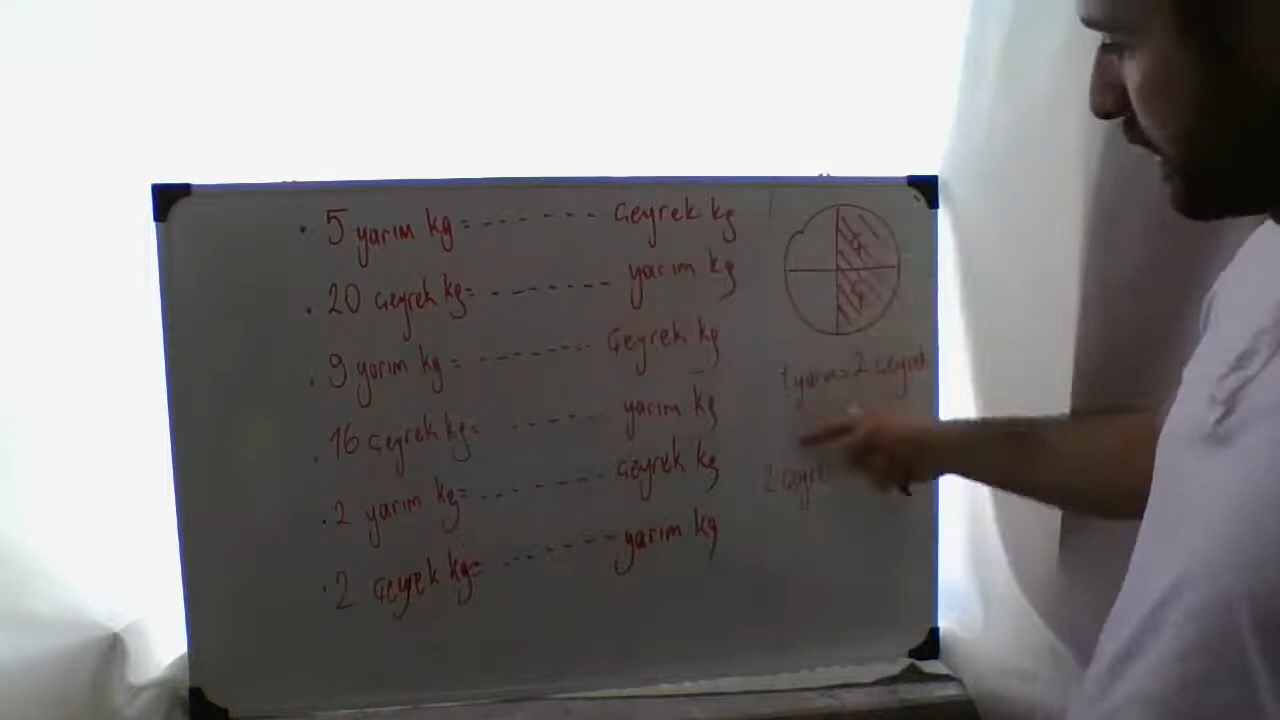 . 5 yarım kg = - - - - - - - Çeyrek kg
. 20 Çeyrek kg= - - - - - - - yarım kg
. 9 yarım kg = - - - - - - - Çeyrek kg
. 16 Çeyrek kg= - - - - - - yarım kg
. 2 yarım kg= - - - - - - - Çeyrek kg
. 2 Çeyrek kg= - - - - - - - yarım kg
Ç
Ç
1 yarım=2 Çeyrek
2